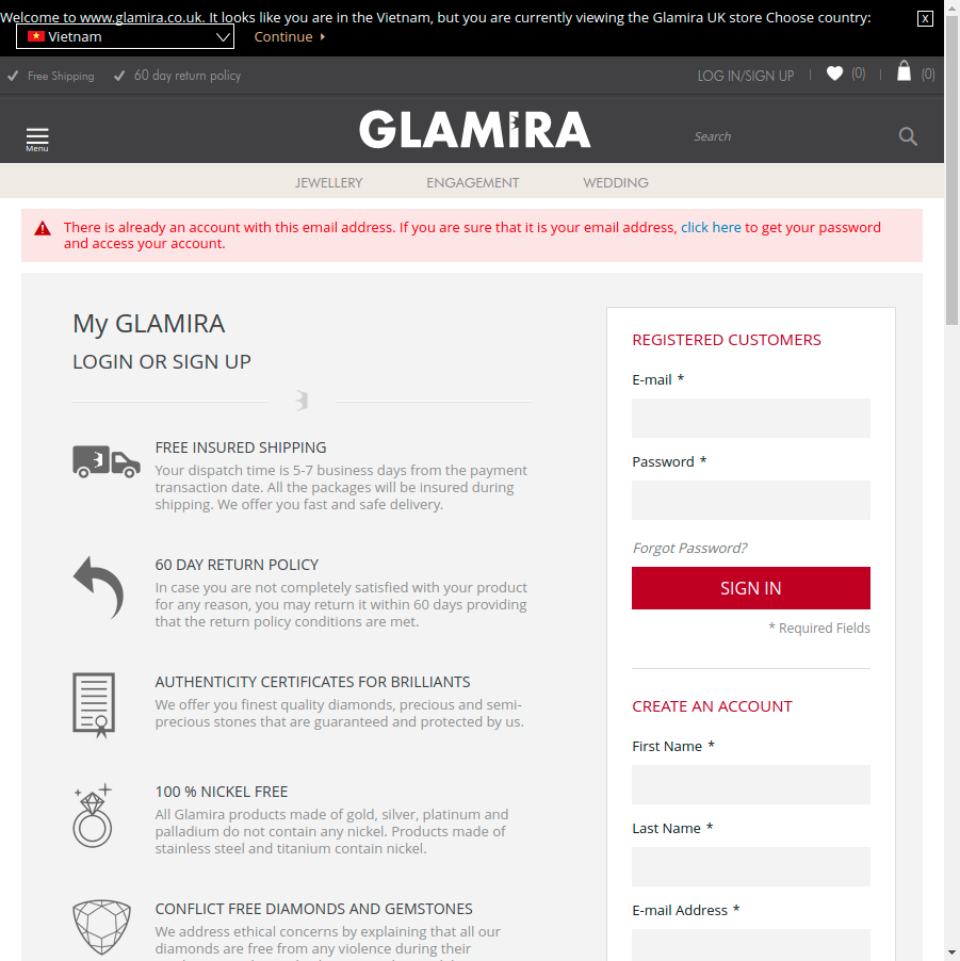 Welcome to www.glamira.co.uk. It looks like you are in the Vietnam, but you are currently viewing the Glamira UK store Choose country:
X
Vietnam
Continue
Free Shipping
60 day return policy
LOG IN/SIGN UP
(0)
(0)
Menu
GLAMIRA
Search
JEWELLERY
ENGAGEMENT
WEDDING
There is already an account with this email address. If you are sure that it is your email address, click here to get your password
and access your account.
My GLAMIRA
LOGIN OR SIGN UP
FREE INSURED SHIPPING
Your dispatch time is 5-7 business days from the payment
transaction date. All the packages will be insured during
shipping. We offer you fast and safe delivery.
60 DAY RETURN POLICY
In case you are not completely satisfied with your product
for any reason, you may return it within 60 days providing
that the return policy conditions are met.
AUTHENTICITY CERTIFICATES FOR BRILLIANTS
We offer you finest quality diamonds, precious and semi-
precious stones that are guaranteed and protected by us.
100 % NICKEL FREE
All Glamira products made of gold, silver, platinum and
palladium do not contain any nickel. Products made of
stainless steel and titanium contain nickel.
CONFLICT FREE DIAMONDS AND GEMSTONES
We address ethical concerns by explaining that all our
diamonds are free from any violence during their
REGISTERED CUSTOMERS
E-mail *
Password *
Forgot Password?
SIGN IN
* Required Fields
CREATE AN ACCOUNT
First Name *
Last Name *
E-mail Address *